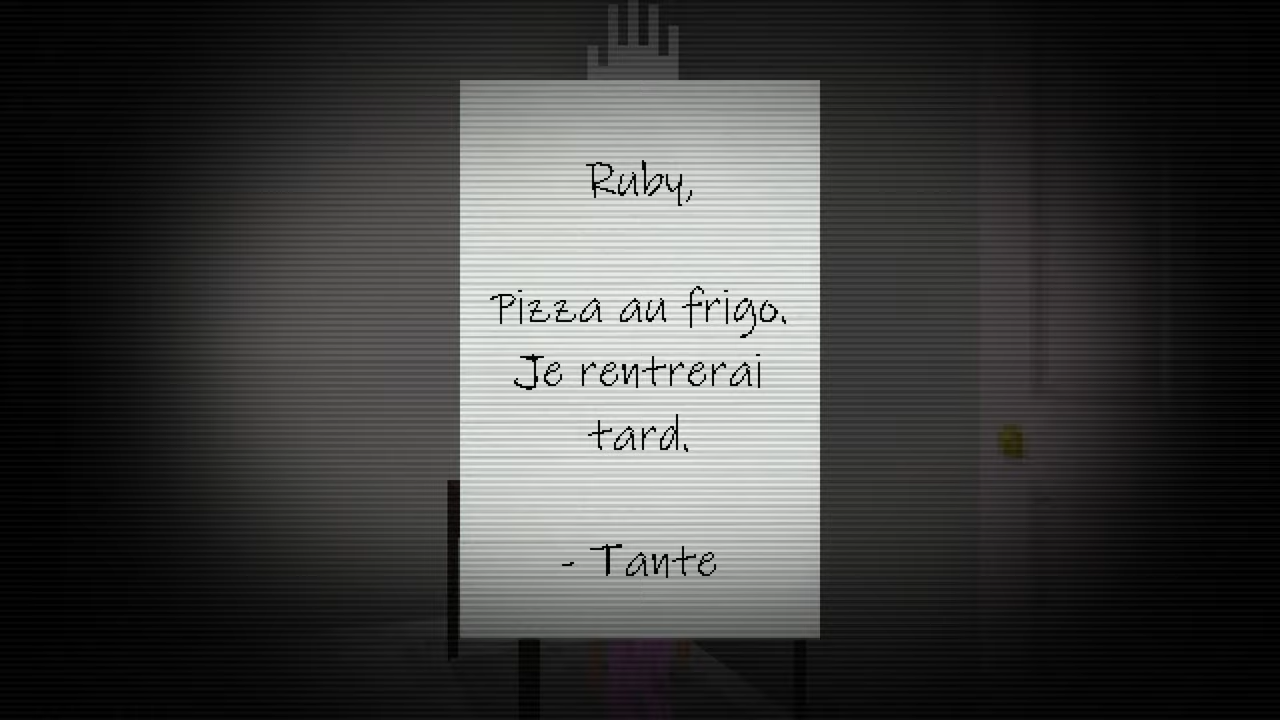 Ruby,
Pizza au frigo.
Je rentrerai
tard.
- Tante